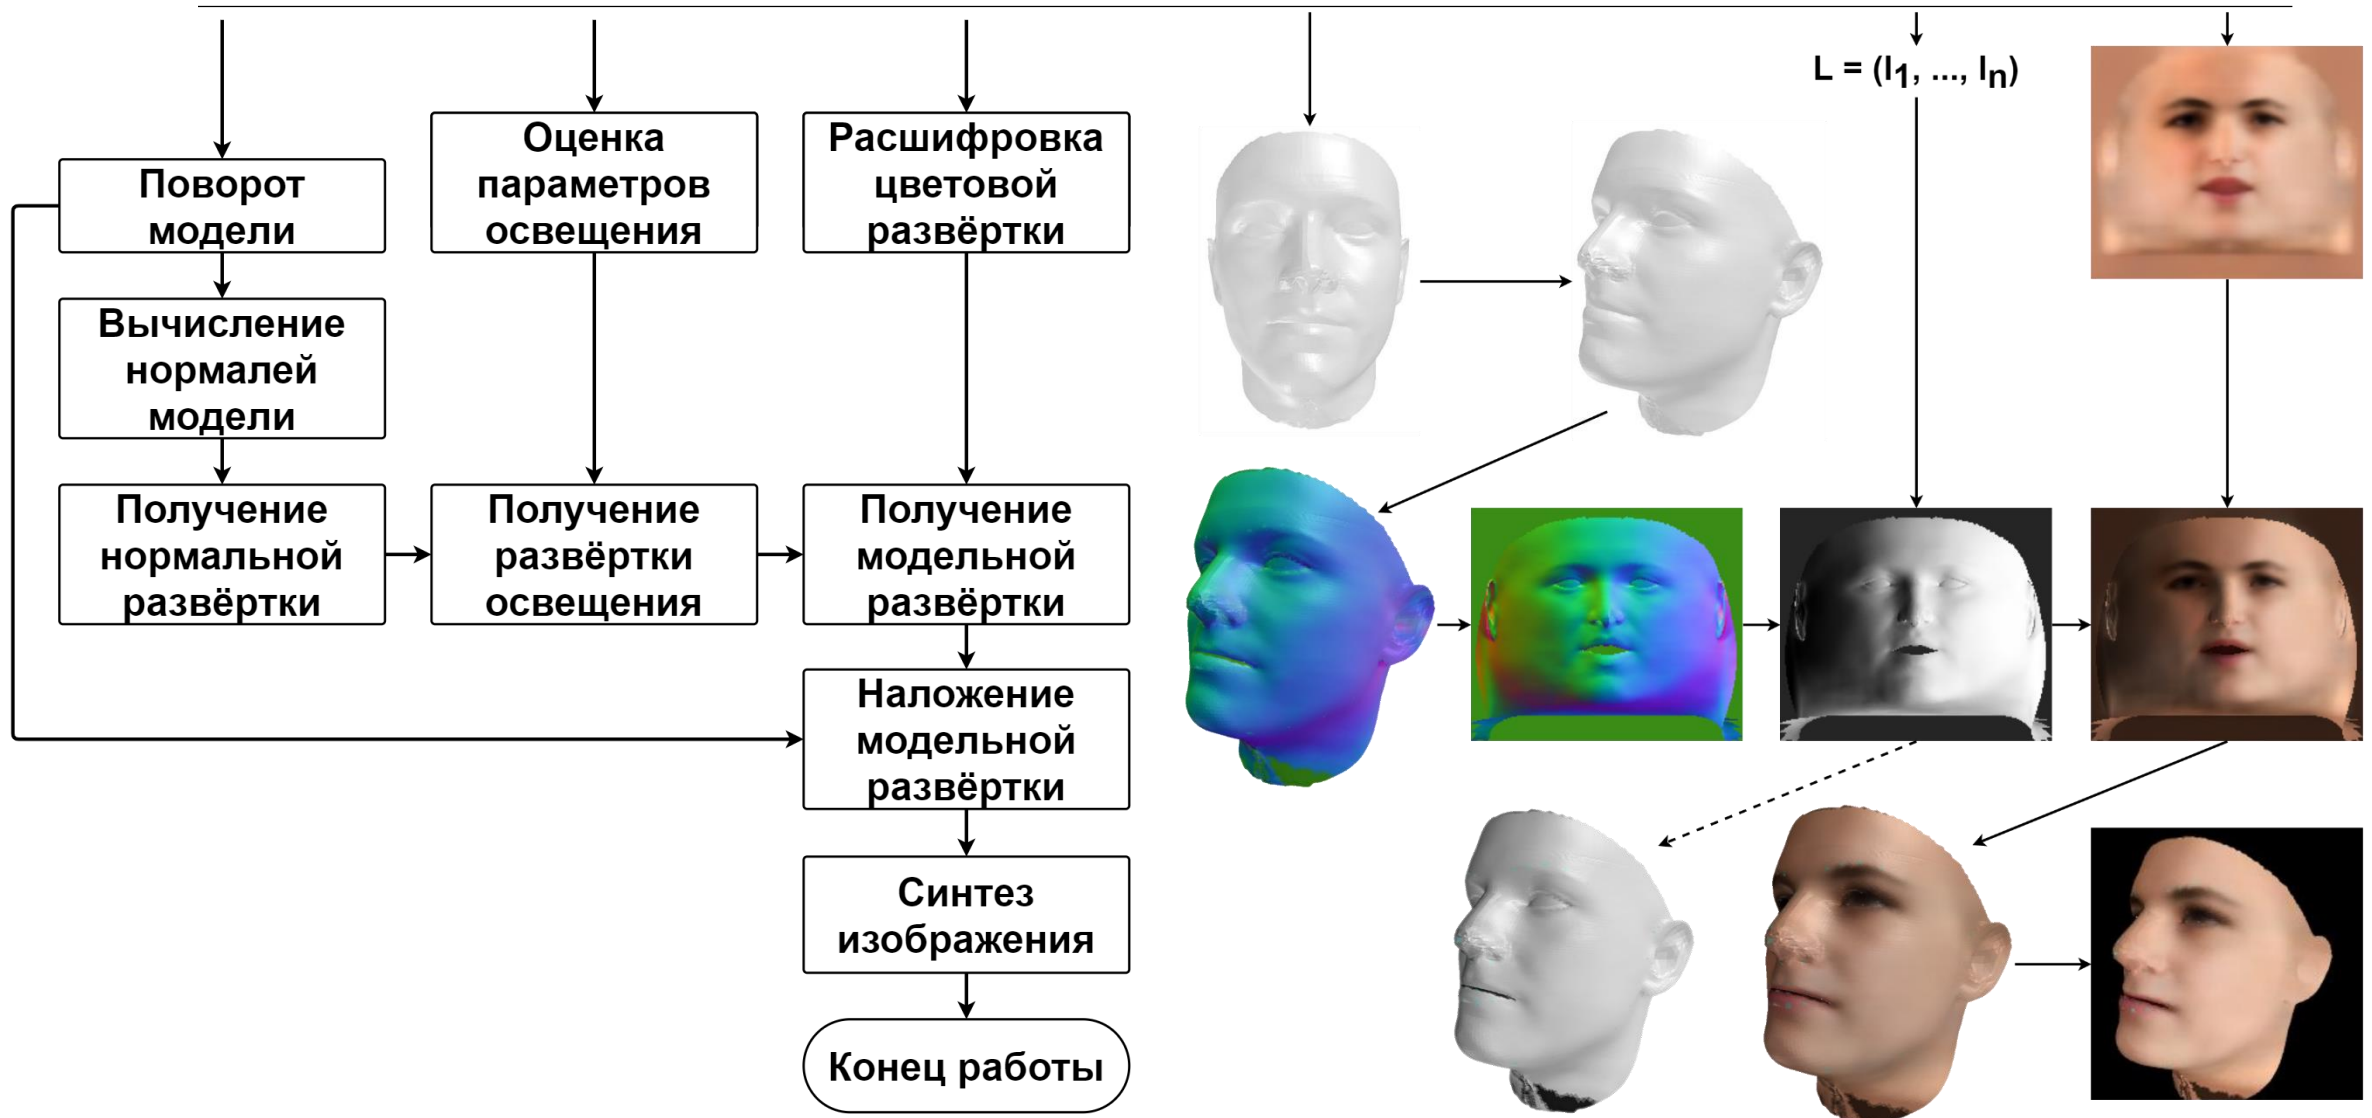 Поворот
модели
Вычисление
нормалей
модели
Получение
нормальной
развёртки
Оценка
параметров
освещения
Получение
развёртки
освещения
Расшифровка
цветовой
развёртки
Получение
модельной
развёртки
Наложение
модельной
развёртки
Синтез
изображения
Конец работы
L = (l1, ..., ln)